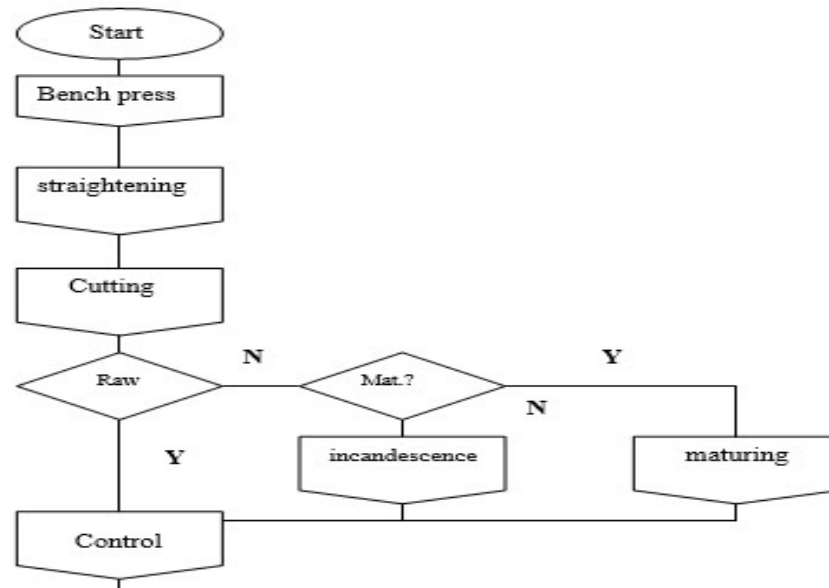 Start
Bench press
straightening
Cutting
Raw
N
Mat.?
Y
N
Y
incandescence
maturing
Control